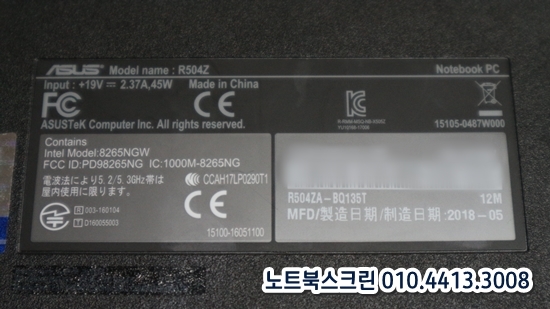 ASUS Model name : R504Z Notebook PC
Input : +19V⎓2.37A,45W Made in China
FC CE
ASUSTeK Computer Inc. All rights reserved.
15105-0487W000
Contains
Intel Model:8265NGW
FCC ID:PD98265NG IC:1000M-8265NG
電波法により5.2/5.3GHz帯は
屋内使用に限ります
CCAH17LP0290T1
R 003-160104
T D160055003
CE
15100-16051100
R504ZA-BQ135T 12M
MFD/製造日期/制造日期:2018-05
노트북스크린 010.4413.3008